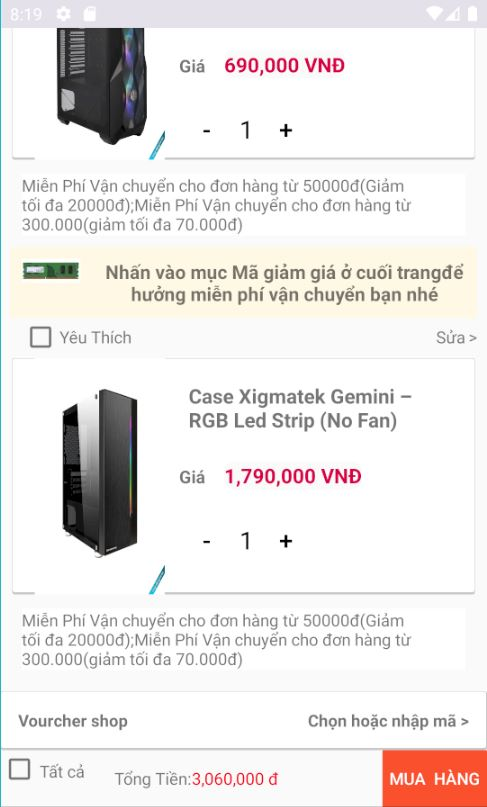 8:19
Giá 690,000 VNĐ
- 1 +
Miễn Phí Vận chuyển cho đơn hàng từ 50000đ(Giảm
tối đa 20000đ);Miễn Phí Vận chuyển cho đơn hàng từ
300.000(giảm tối đa 70.000đ)
Nhấn vào mục Mã giảm giá ở cuối trangđể
hưởng miễn phí vận chuyển bạn nhé
Yêu Thích Sửa >
Case Xigmatek Gemini –
RGB Led Strip (No Fan)
Giá 1,790,000 VNĐ
- 1 +
Miễn Phí Vận chuyển cho đơn hàng từ 50000đ(Giảm
tối đa 20000đ);Miễn Phí Vận chuyển cho đơn hàng từ
300.000(giảm tối đa 70.000đ)
Vourcher shop Chọn hoặc nhập mã >
Tất cả Tổng Tiền:3,060,000 đ MUA HÀNG